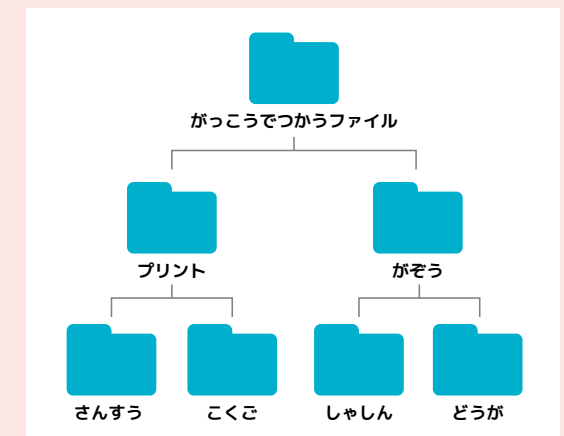 がっこうでつかうファイル
プリント
がぞう
さんすう
こくご
しゃしん
どうが